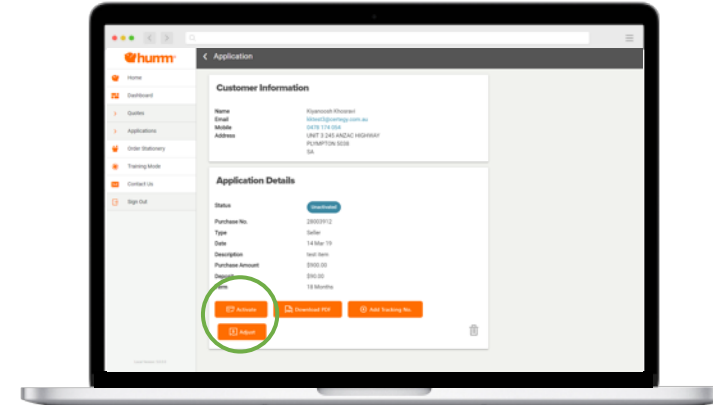 humm
Application
Home
Dashboard
Quotes
Applications
Order Stationery
Training Mode
Contact Us
Sign Out
Customer Information
Name Kiyanoosh Khosravi
Email
Mobile 0478 174 054
Address UNIT 3 245 ANZAC HIGHWAY
PLYMPTON 5038
SA
Application Details
Status Unactivated
Purchase No. 28003912
Type Seller
Date 14 Mar 19
Description test item
Purchase Amount $900.00
Deposit $90.00
Term 18 Months
Activate Download PDF Add Tracking No.
Adjust